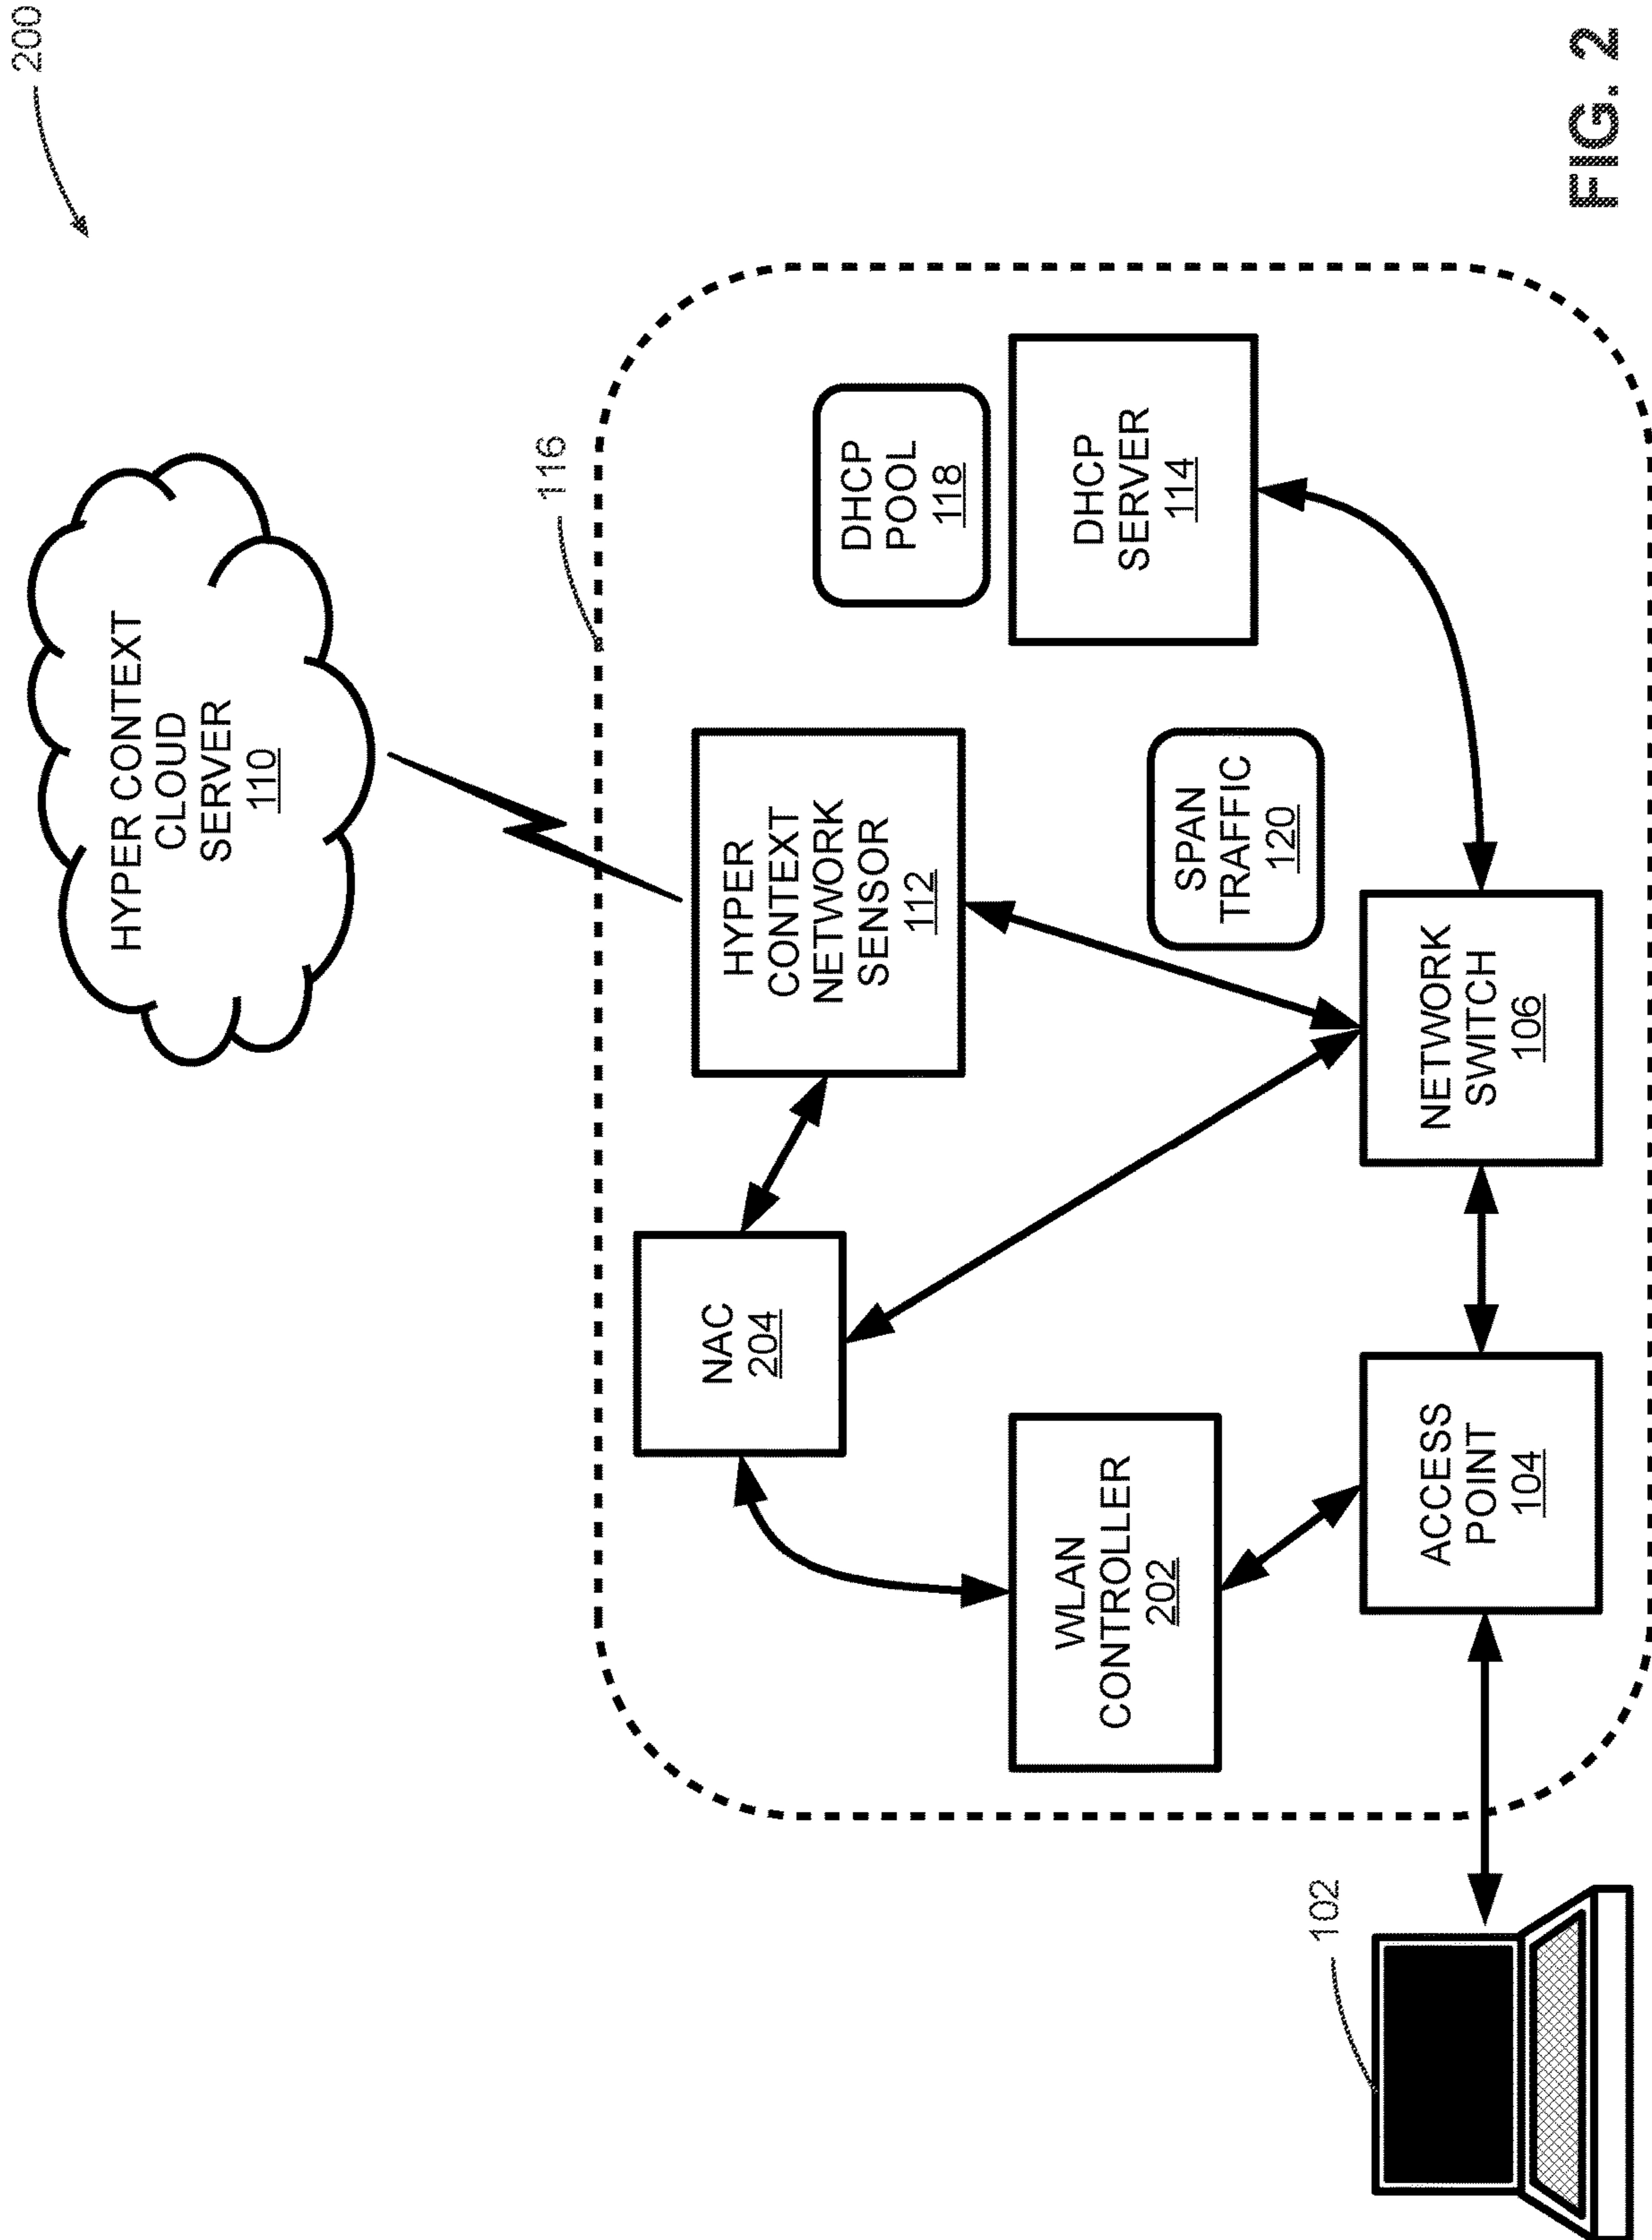 200
HYPER CONTEXT
CLOUD
SERVER
110
116
NAC
204
HYPER
CONTEXT
NETWORK
SENSOR
112
DHCP
POOL
118
WLAN
CONTROLLER
202
DHCP
SERVER
114
SPAN
TRAFFIC
120
102
ACCESS
POINT
104
NETWORK
SWITCH
106
FIG. 2